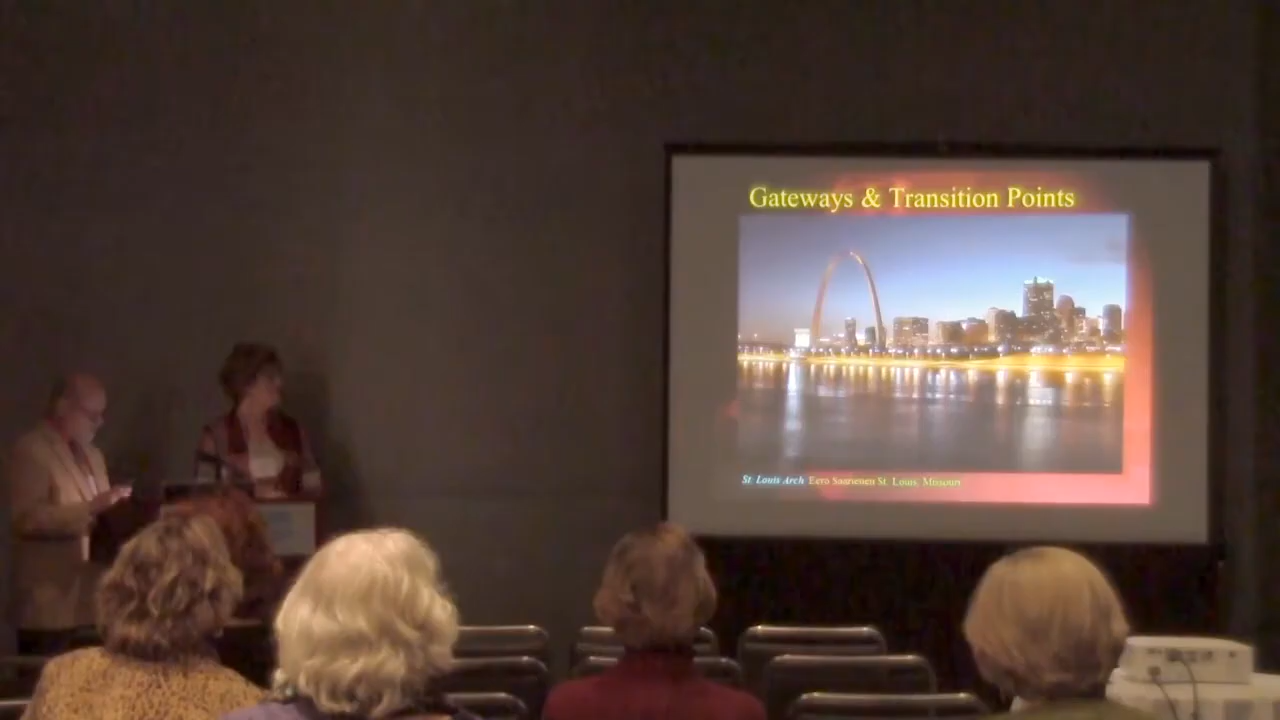 Gateways & Transition Points
St. Louis Arch Eero Saarienen St. Louis, Missouri